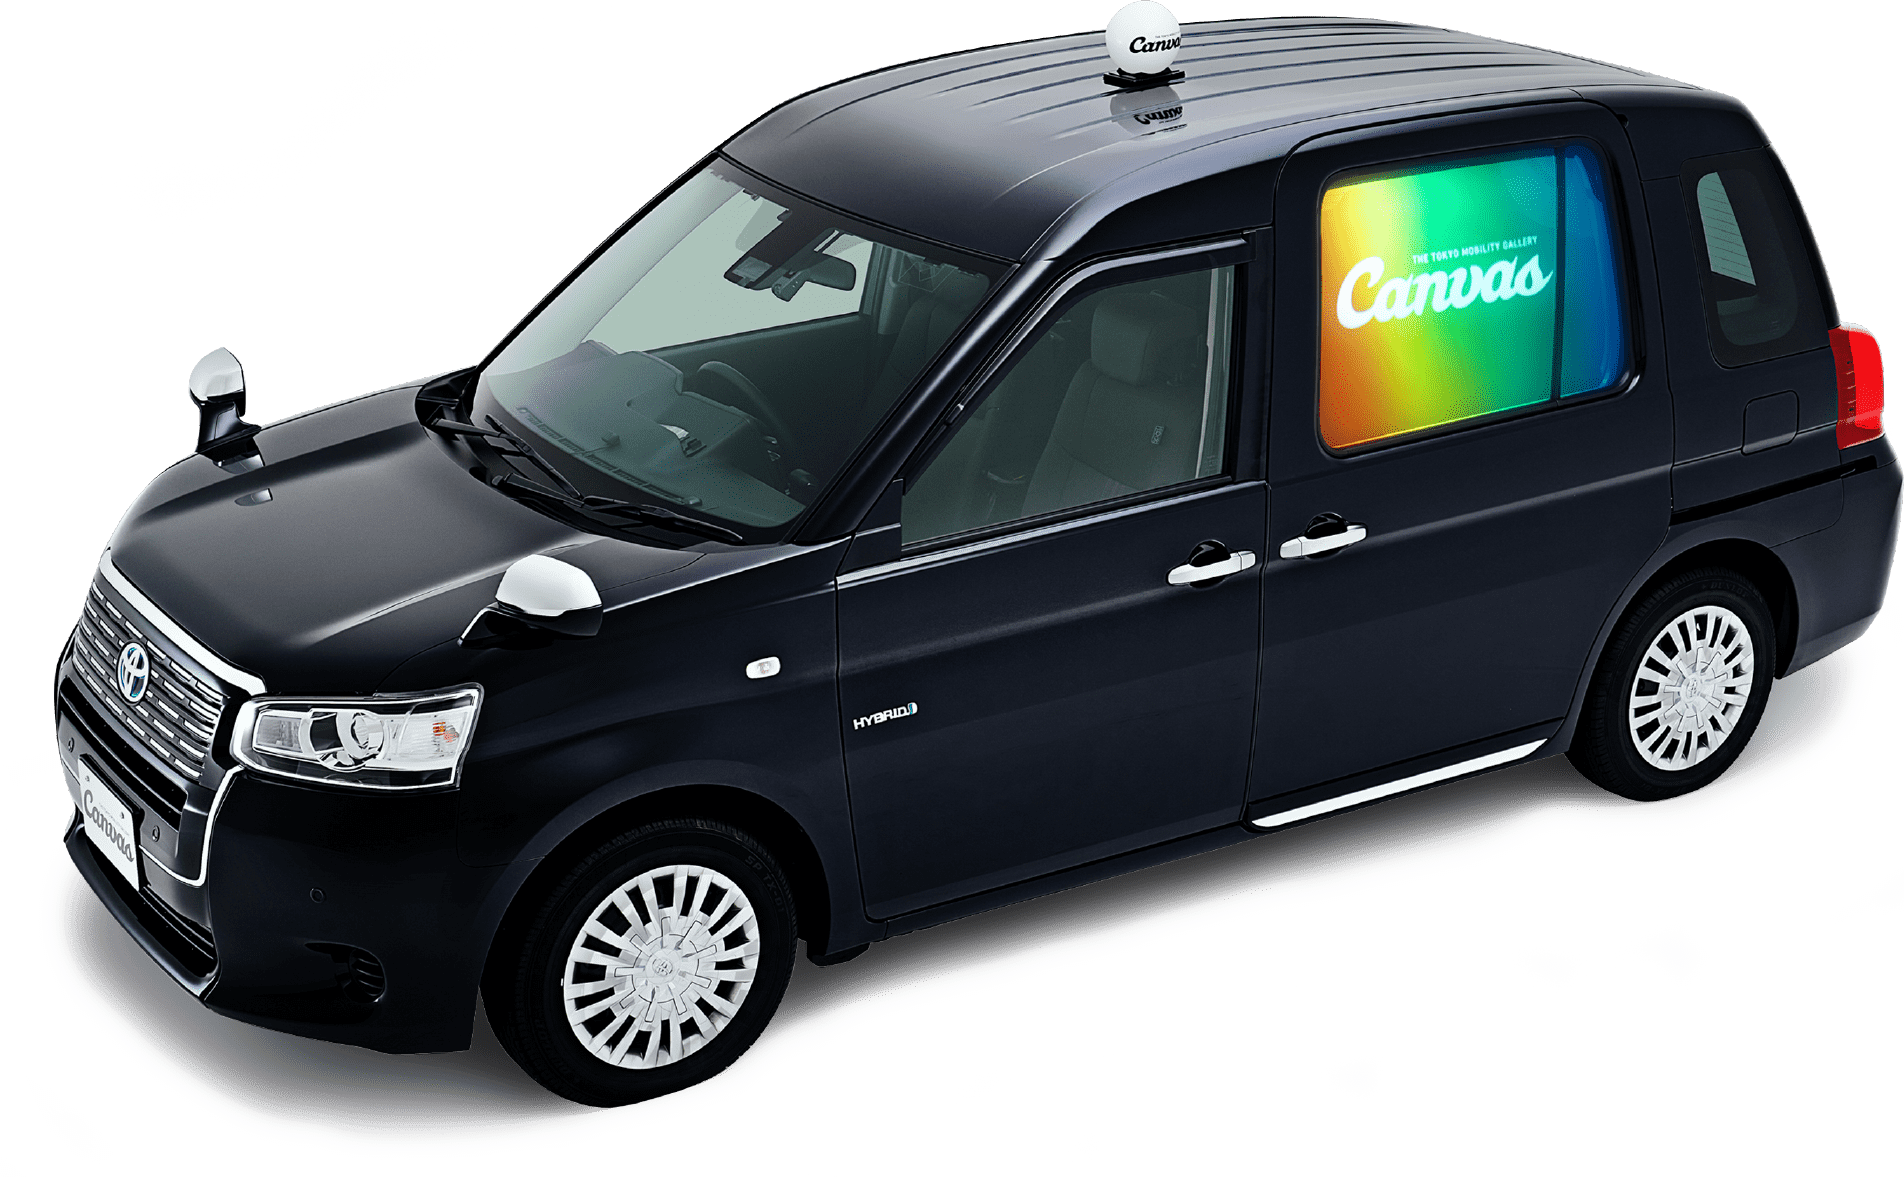 Canvas
THE TOKYO MOBILITY GALLERY
Canvas
HYBRID
Canvas